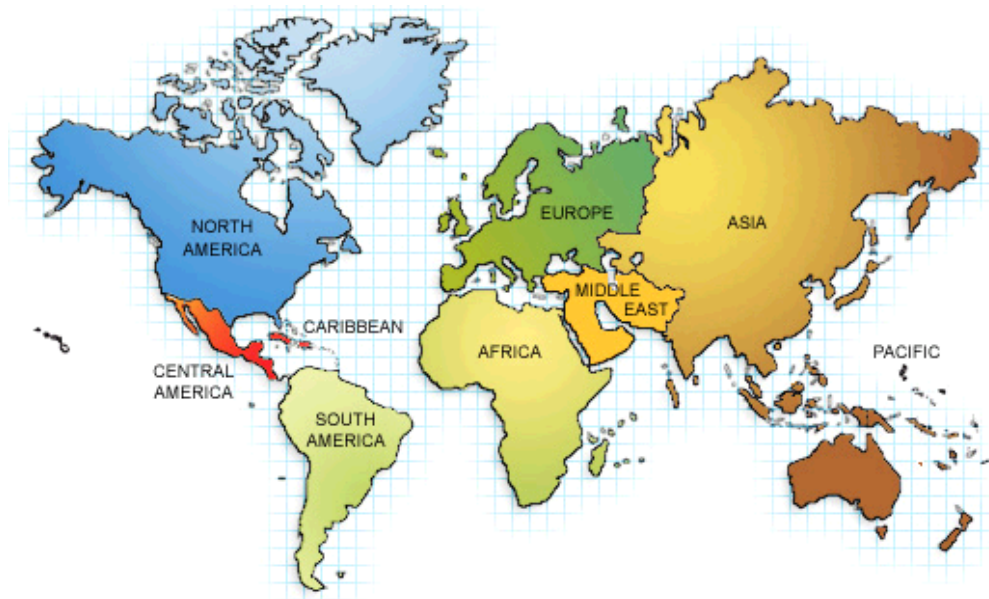 NORTH
AMERICA
EUROPE
ASIA
MIDDLE
EAST
CARIBBEAN
AFRICA
PACIFIC
CENTRAL
AMERICA
SOUTH
AMERICA